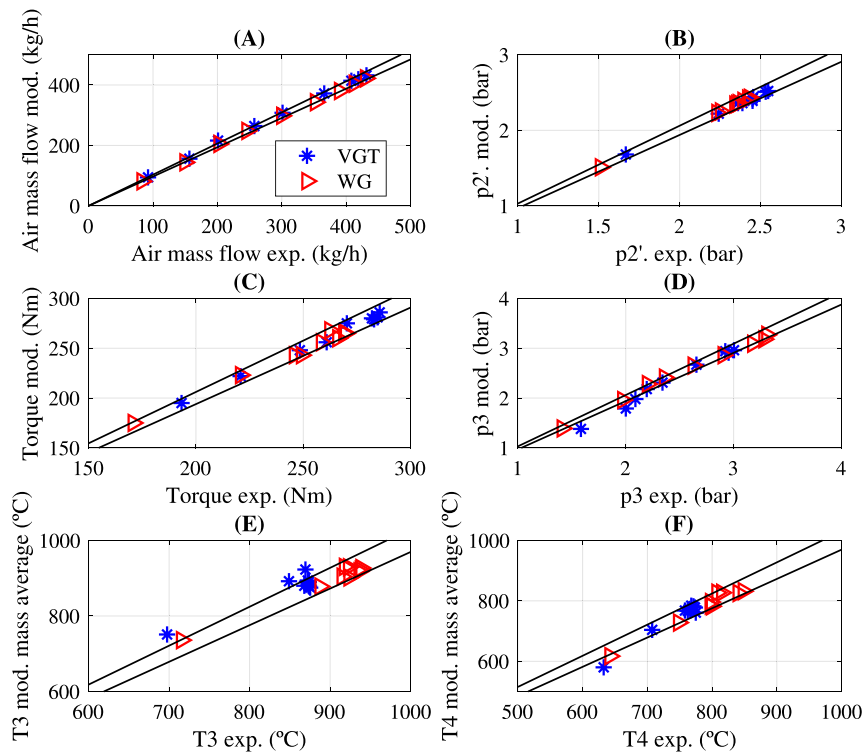 (A)
Air mass flow mod. (kg/h)
400
200
0
0 100 200 300 400 500
Air mass flow exp. (kg/h)
VGT
WG
(B)
p2'. mod. (bar)
3
2
1
1 1.5 2 2.5 3
p2'. exp. (bar)
(C)
Torque mod. (Nm)
300
250
200
150
150 200 250 300
Torque exp. (Nm)
(D)
p3 mod. (bar)
4
3
2
1
1 2 3 4
p3 exp. (bar)
(E)
T3 mod. mass average (ºC)
1000
800
600
600 700 800 900 1000
T3 exp. (ºC)
(F)
T4 mod. mass average (ºC)
1000
800
600
500 600 700 800 900 1000
T4 exp. (ºC)